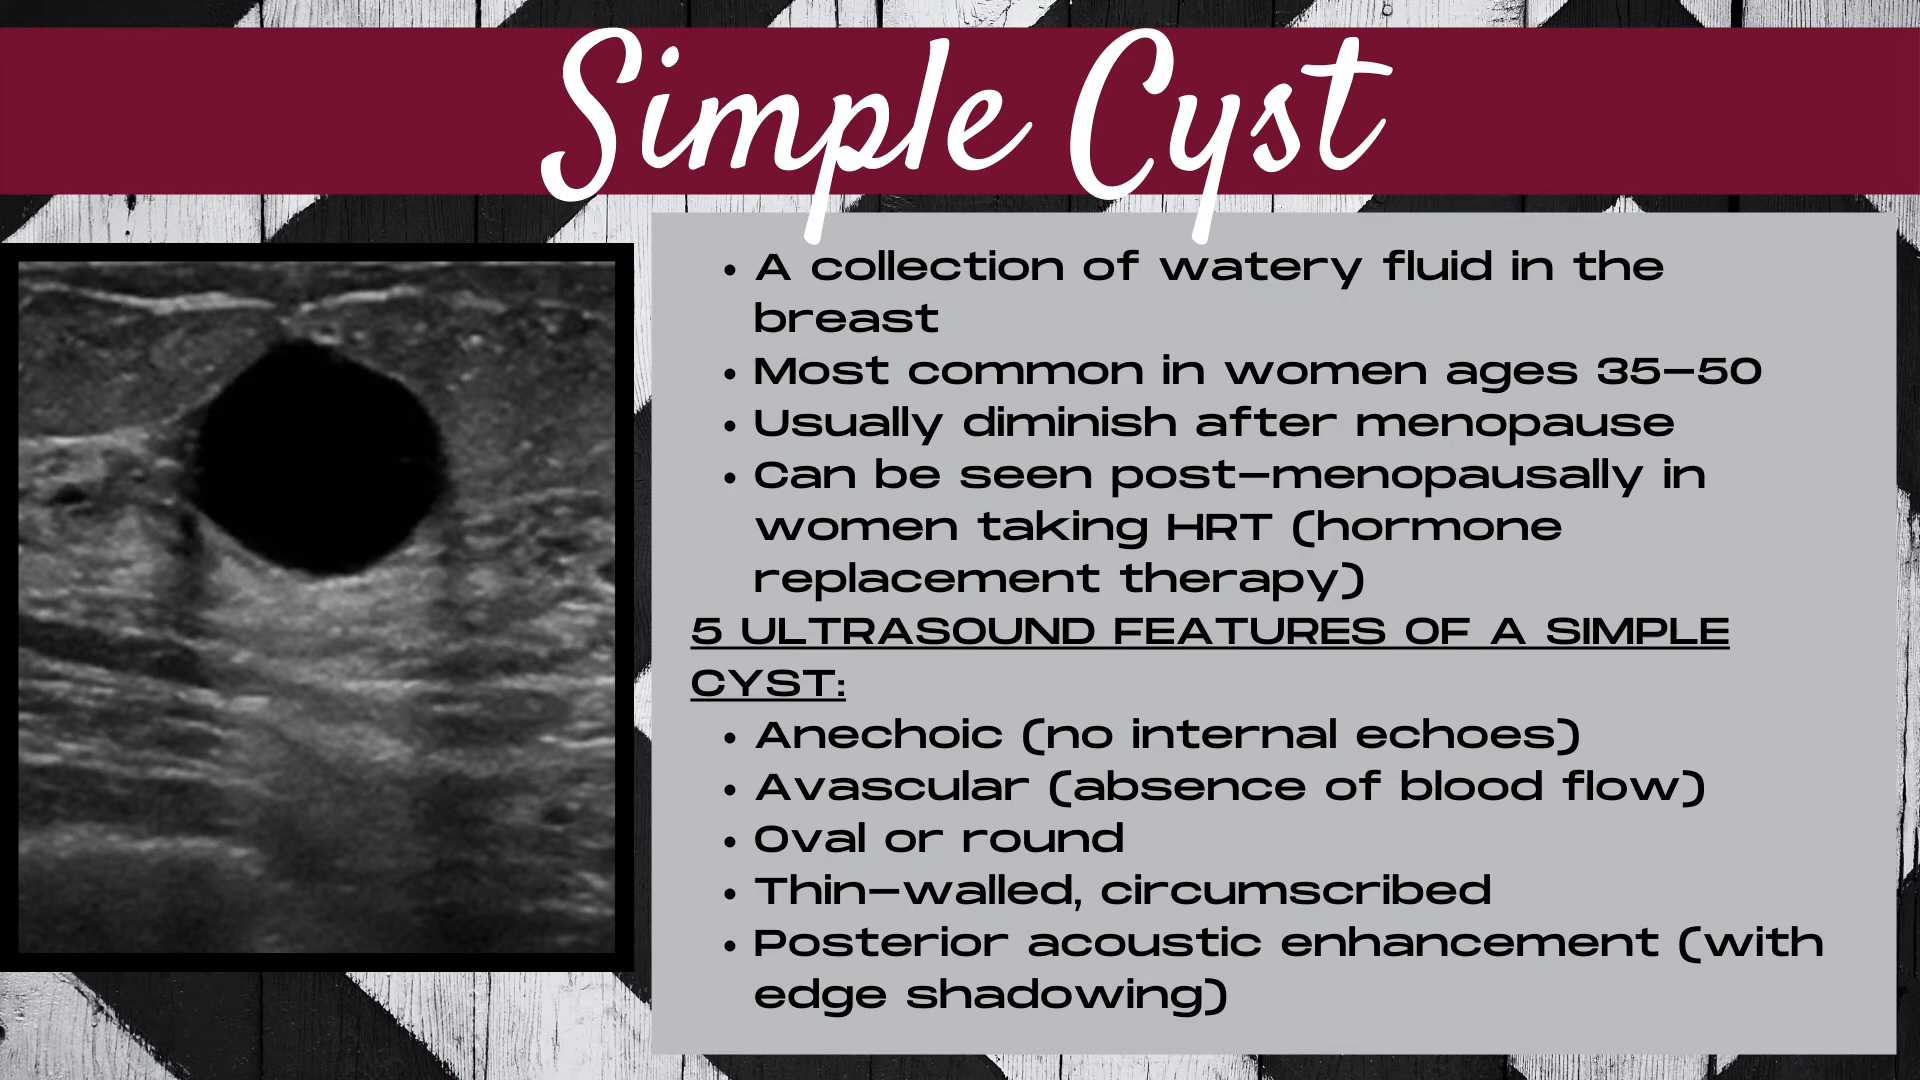 Simple Cyst
• A collection of watery fluid in the
breast
• Most common in women ages 35-50
• Usually diminish after menopause
• Can be seen post-menopausally in
women taking HRT (hormone
replacement therapy)
5 ULTRASOUND FEATURES OF A SIMPLE
CYST:
• Anechoic (no internal echoes)
• Avascular (absence of blood flow)
• Oval or round
• Thin-walled, circumscribed
• Posterior acoustic enhancement (with
edge shadowing)